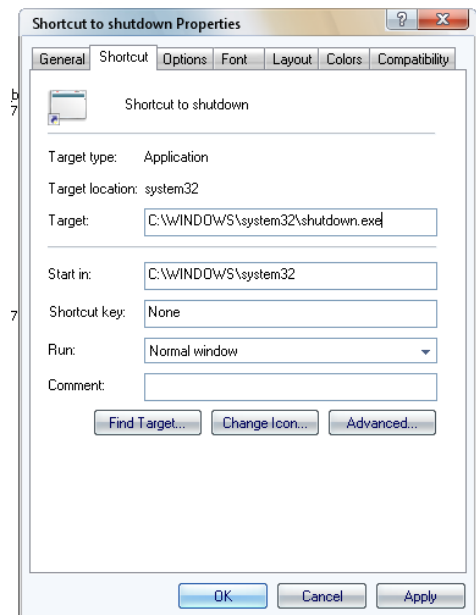 Shortcut to shutdown Properties
? X
General Shortcut Options Font Layout Colors Compatibility
b
7
Shortcut to shutdown
Target type: Application
Target location: system32
Target: C:\WINDOWS\system32\shutdown.exe
Start in: C:\WINDOWS\system32
7
Shortcut key: None
Run: Normal window
Comment:
Find Target... Change Icon... Advanced...
OK Cancel Apply